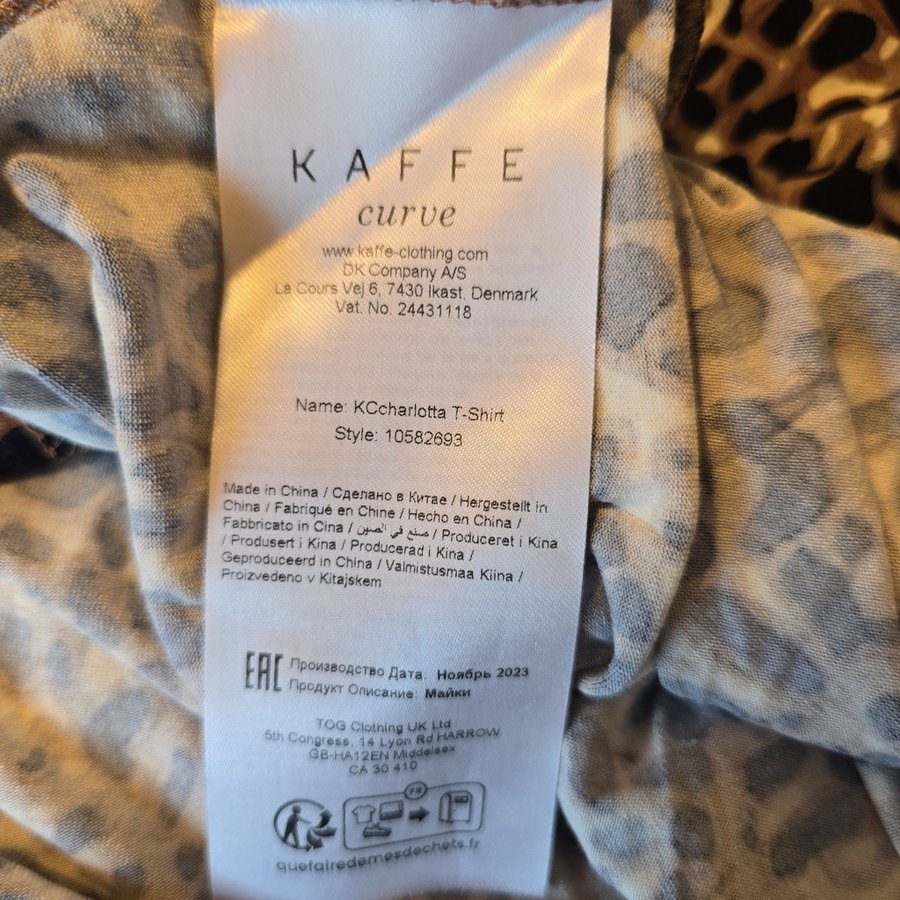 KAFFE
curve
www.kaffe-clothing.com
DK Company A/S
La Cours Vej 6, 7430 Ikast, Denmark
Vat. No. 24431118
Name: KCcharlotta T-Shirt
Style: 10582693
Made in China / Сделано в Китае / Hergestellt in
China / Fabriqué en Chine / Hecho en China /
Fabbricato in Cina / صنع في الصين / Produceret i Kina
/ Produsert i Kina / Producerad i Kina /
Geproduceerd in China / Valmistusmaa Kiina /
Proizvedeno v Kitajskem
EAC Производство Дата: Ноябрь 2023
Продукт Описание: Майки
TOG Clothing UK Ltd
5th Congress, 14 Lyon Rd HARROW
GB-HA12EN Middelsex
CA 30 410
FR
quefairedemesdechets.fr